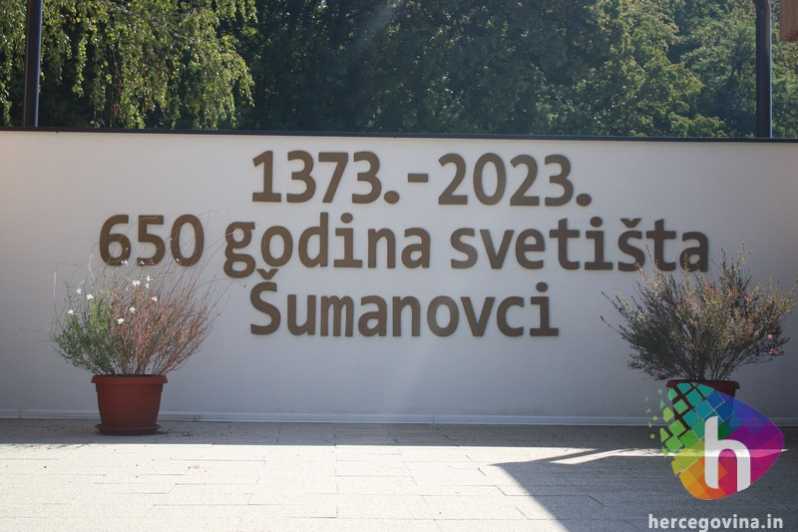 1373.-2023.
650 godina svetišta
Šumanovci
h
hercegovina.in